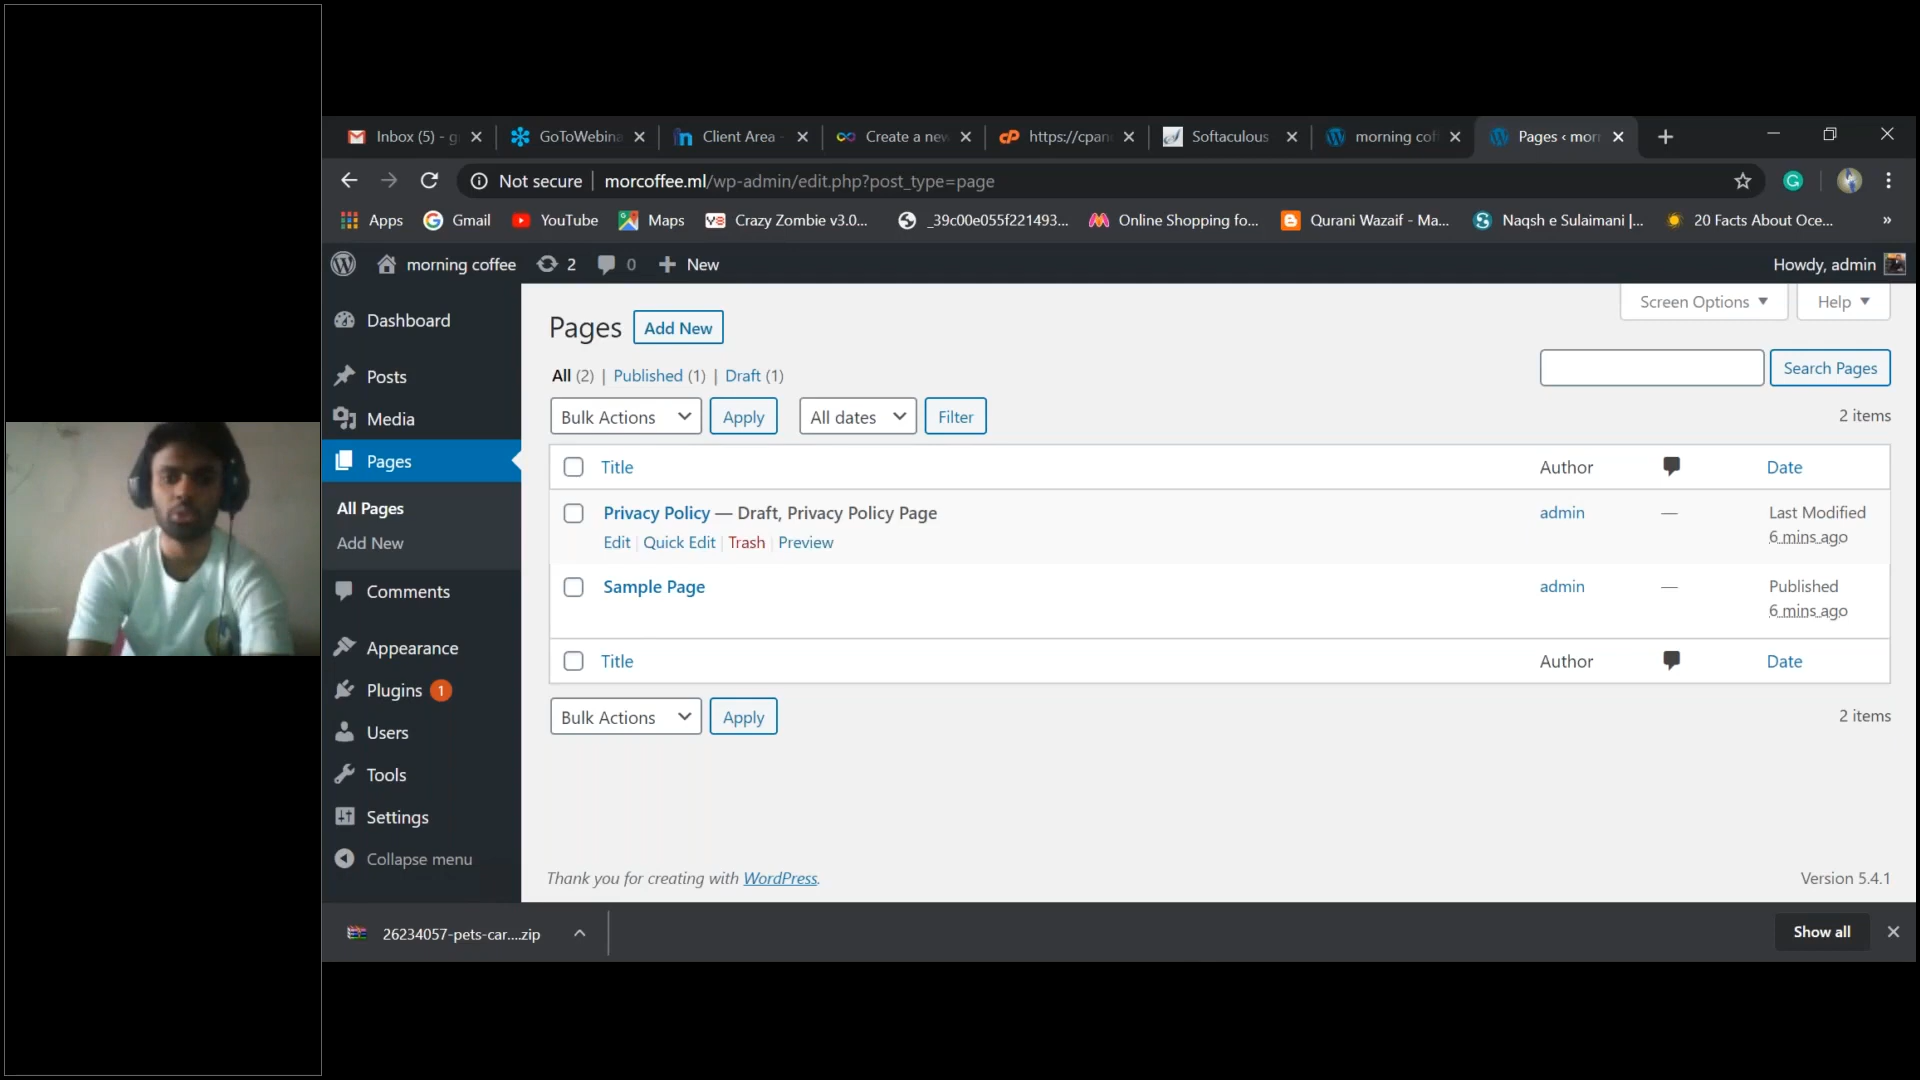 Inbox (5) - g
GoToWebina
Client Area -
Create a new
https://cpan
Softaculous
morning cof
Pages ‹ mor
Not secure
morcoffee.ml/wp-admin/edit.php?post_type=page
Apps
Gmail
YouTube
Maps
Crazy Zombie v3.0...
_39c00e055f221493...
Online Shopping fo...
Qurani Wazaif - Ma...
Naqsh e Sulaimani |...
20 Facts About Oce...
»
morning coffee
2
0
New
Howdy, admin
Dashboard
Posts
Media
Pages
All Pages
Add New
Comments
Appearance
Plugins 1
Users
Tools
Settings
Collapse menu
Screen Options
Help
Pages
Add New
All (2) | Published (1) | Draft (1)
Search Pages
Bulk Actions
Apply
All dates
Filter
2 items
Title
Author
Date
Privacy Policy — Draft, Privacy Policy Page
Edit | Quick Edit | Trash | Preview
admin
—
Last Modified
6 mins ago
Sample Page
admin
—
Published
6 mins ago
Title
Author
Date
Bulk Actions
Apply
2 items
Thank you for creating with WordPress.
Version 5.4.1
26234057-pets-car....zip
Show all